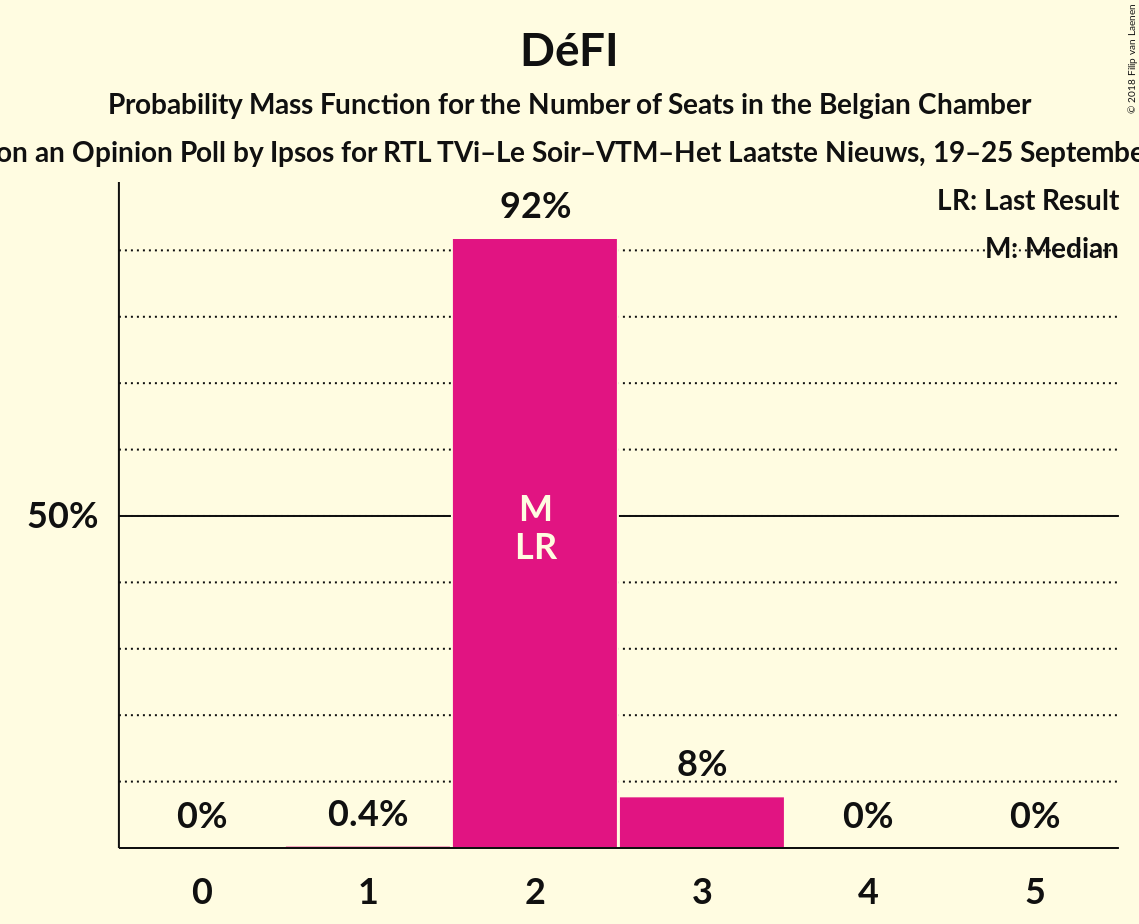 DéFI
Probability Mass Function for the Number of Seats in the Belgian Chamber
on an Opinion Poll by Ipsos for RTL TVi–Le Soir–VTM–Het Laatste Nieuws, 19–25
© 2018 Filip van Laenen
LR: Last Result
M: Median
92%
50%
M
LR
8%
0%
0.4%
0%
0%
0
1
2
3
4
5